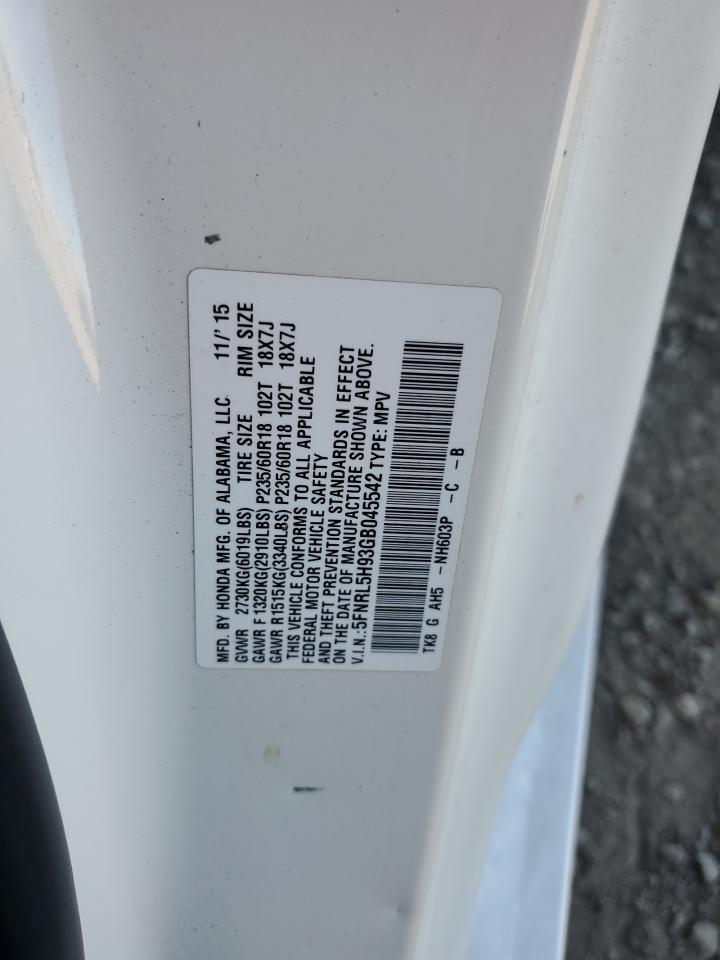 MFD. BY HONDA MFG. OF ALABAMA, LLC. 11/'15
GVWR 2730KG(6019LBS) TIRE SIZE RIM SIZE
GAWR F 1320KG(2910LBS) P235/60R18 102T 18X7J
GAWR R1515KG(3340LBS) P235/60R18 102T 18X7J
THIS VEHICLE CONFORMS TO ALL APPLICABLE
FEDERAL MOTOR VEHICLE SAFETY
AND THEFT PREVENTION STANDARDS IN EFFECT
ON THE DATE OF MANUFACTURE SHOWN ABOVE.
V.I.N.:5FNRL5H93GB045542 TYPE: MPV
TK8 G AH5 -NH603P -C -B